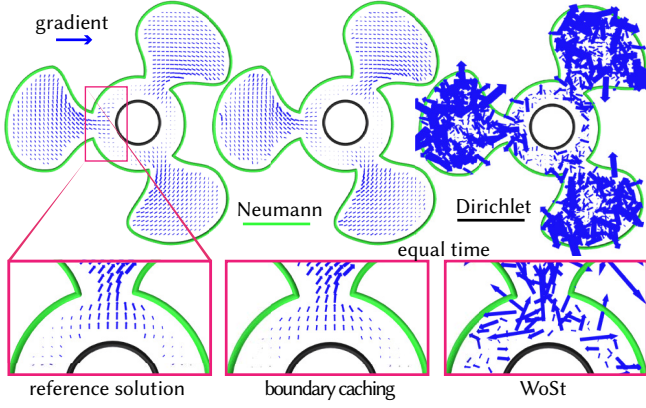 gradient
Neumann
Dirichlet
equal time
reference solution
boundary caching
WoSt